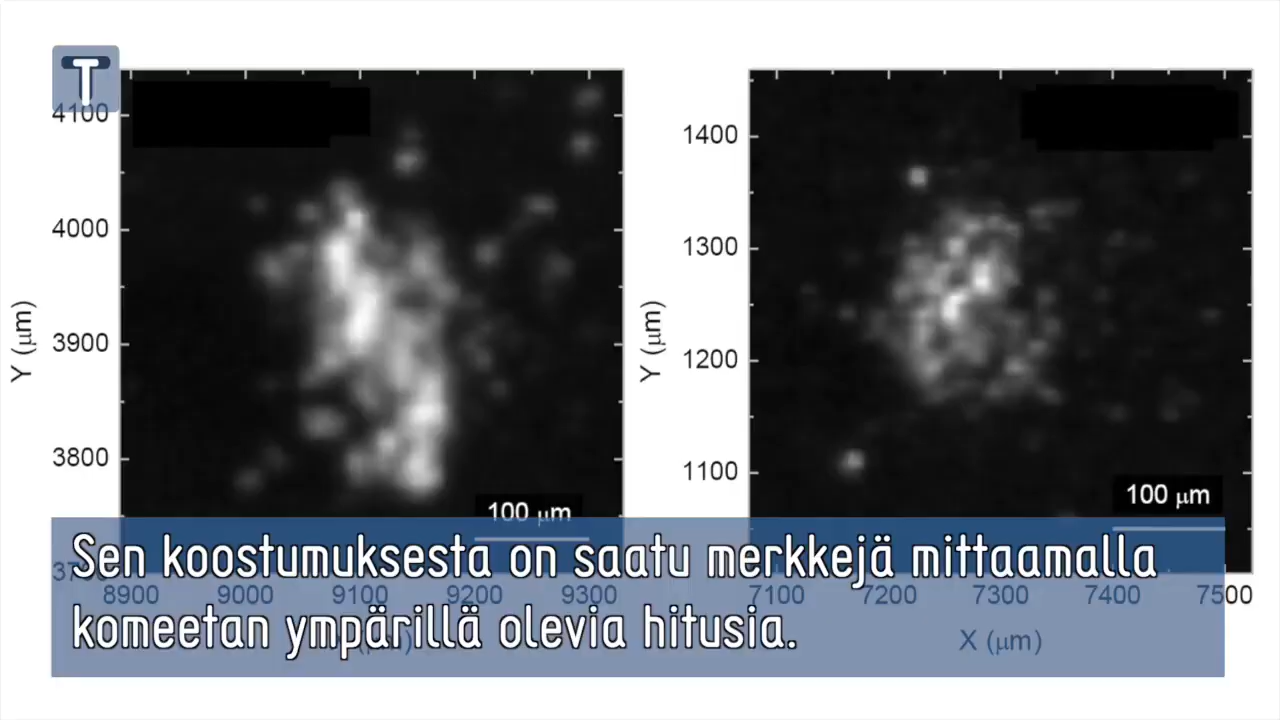 T
4100
4000
3900
3800
Y (μm)
100 μm
8900 9000 9100 9200 9300
1400
1300
1200
1100
Y (μm)
100 μm
7100 7200 7300 7400 7500
X (μm)
Sen koostumuksesta on saatu merkkejä mittaamalla
komeetan ympärillä olevia hitusia.